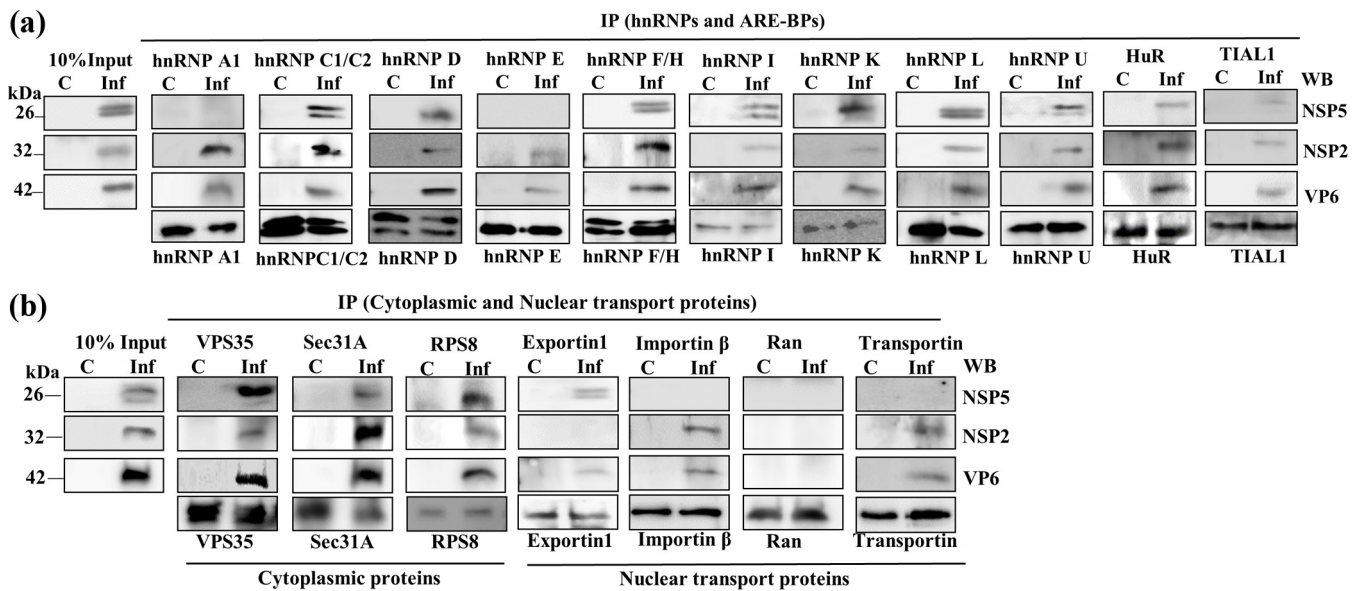 (a)
IP (hnRNPs and ARE-BPs)
10%Input hnRNP A1 hnRNP C1/C2 hnRNP D hnRNP E hnRNP F/H hnRNP I hnRNP K hnRNP L hnRNP U HuR TIAL1
C Inf C Inf C Inf C Inf C Inf C Inf C Inf C Inf C Inf C Inf C Inf C Inf WB
kDa
26 NSP5
32 NSP2
42 VP6
hnRNP A1 hnRNPC1/C2 hnRNP D hnRNP E hnRNP F/H hnRNP I hnRNP K hnRNP L hnRNP U HuR TIAL1
(b)
IP (Cytoplasmic and Nuclear transport proteins)
10% Input VPS35 Sec31A RPS8 Exportin1 Importin β Ran Transportin
C Inf C Inf C Inf C Inf C Inf C Inf C Inf C Inf WB
kDa
26 NSP5
32 NSP2
42 VP6
VPS35 Sec31A RPS8 Exportin1 Importin β Ran Transportin
Cytoplasmic proteins Nuclear transport proteins